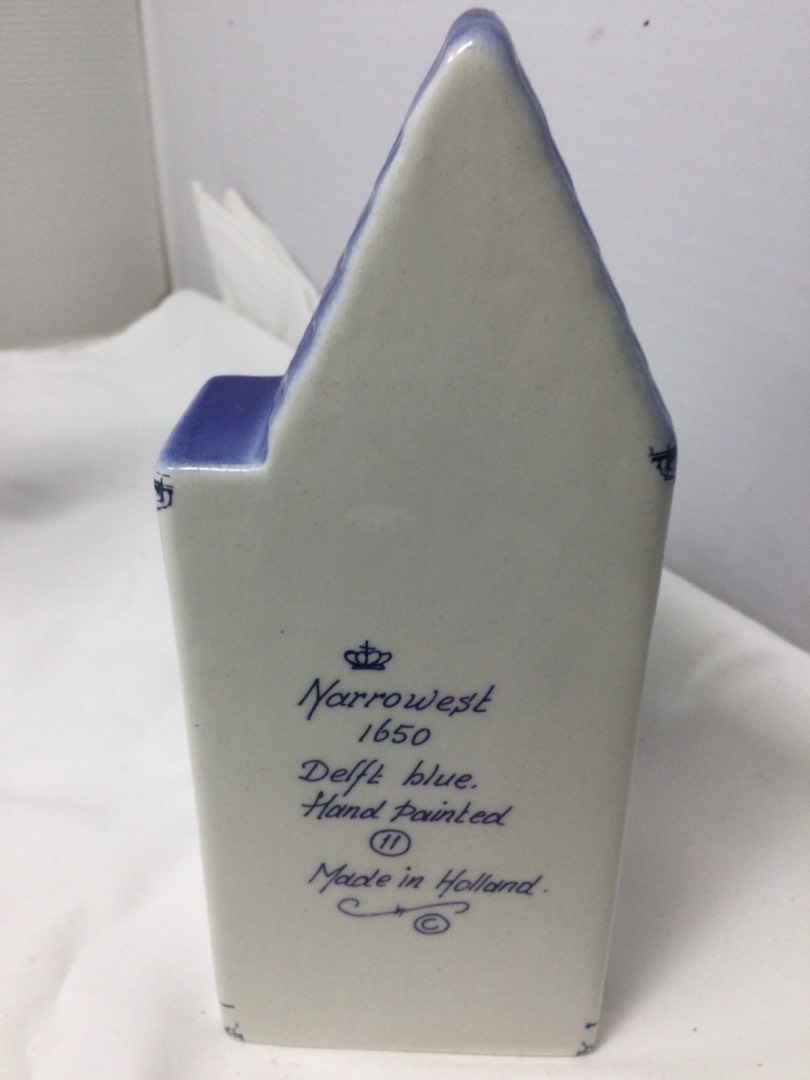 Narrowest
1650
Delft blue.
Hand Painted
11
Made in Holland.
©